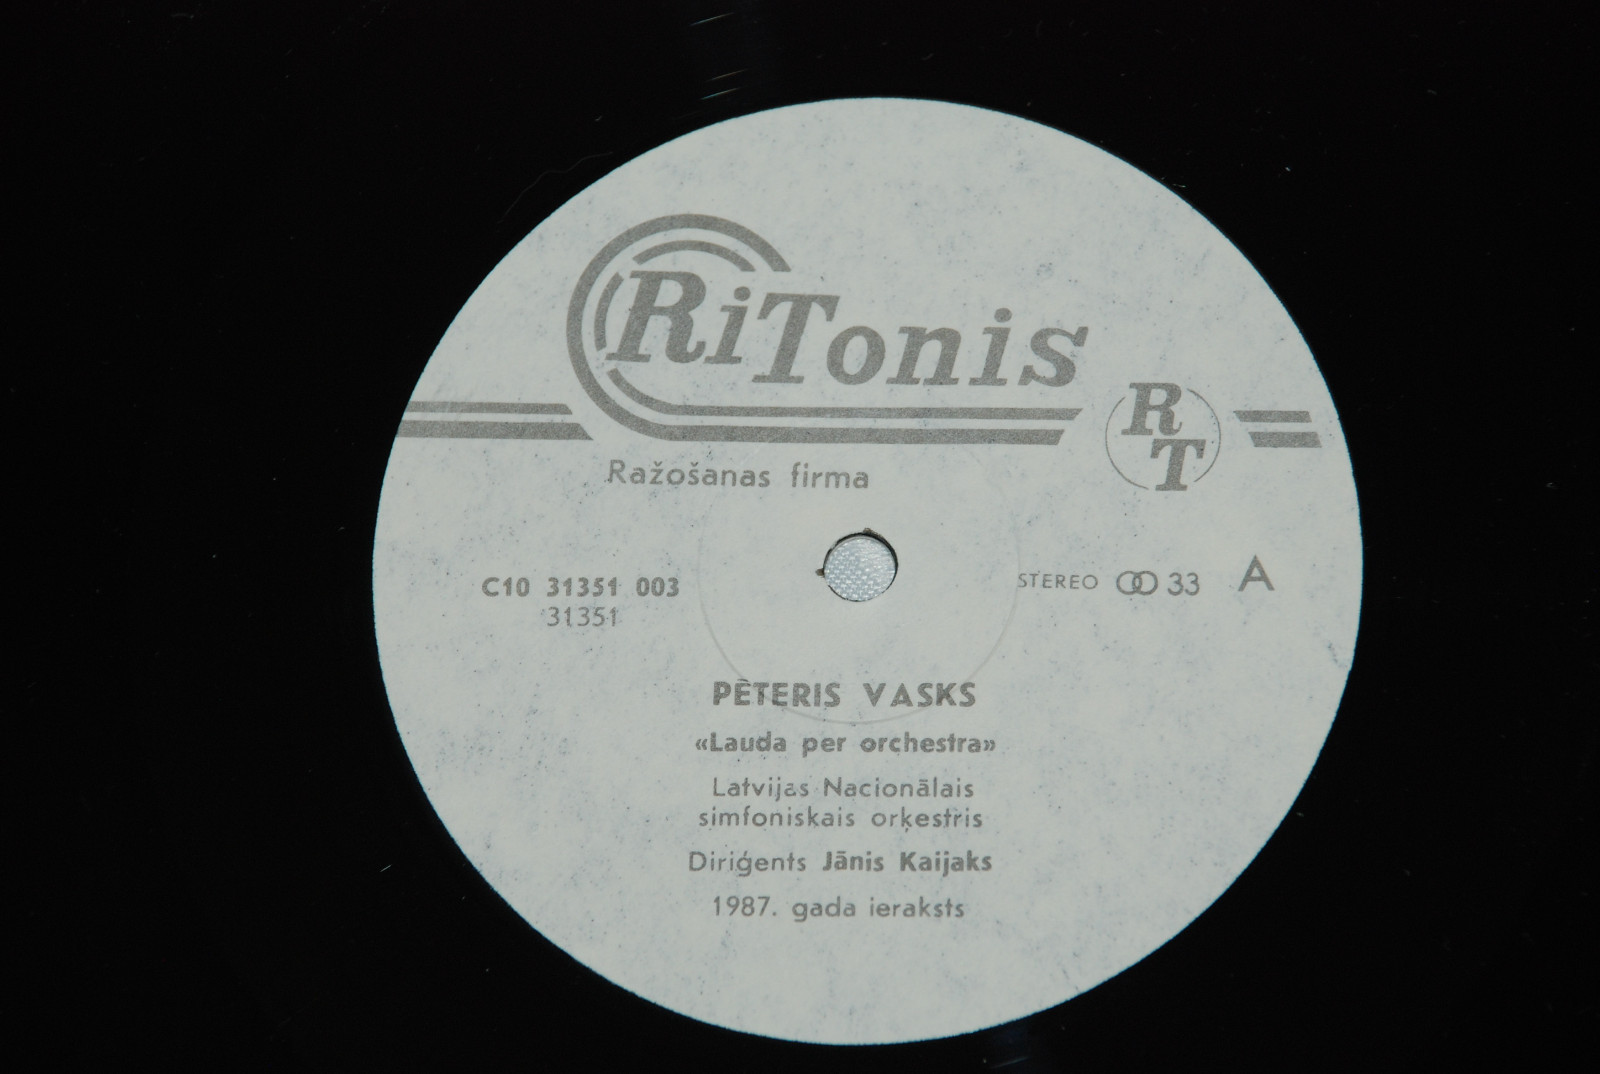 RiTonis
RT
Ražošanas firma
C10 31351 003
31351
STEREO 33 A
PĒTERIS VASKS
«Lauda per orchestra»
Latvijas Nacionālais
simfoniskais orķestris
Diriģents Jānis Kaijaks
1987. gada ieraksts